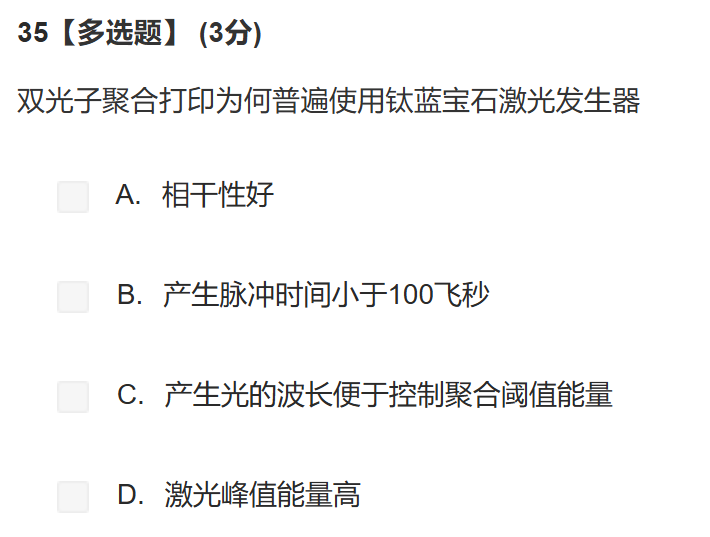 35【多选题】 (3分)
双光子聚合打印为何普遍使用钛蓝宝石激光发生器
A. 相干性好
B. 产生脉冲时间小于100飞秒
C. 产生光的波长便于控制聚合阈值能量
D. 激光峰值能量高